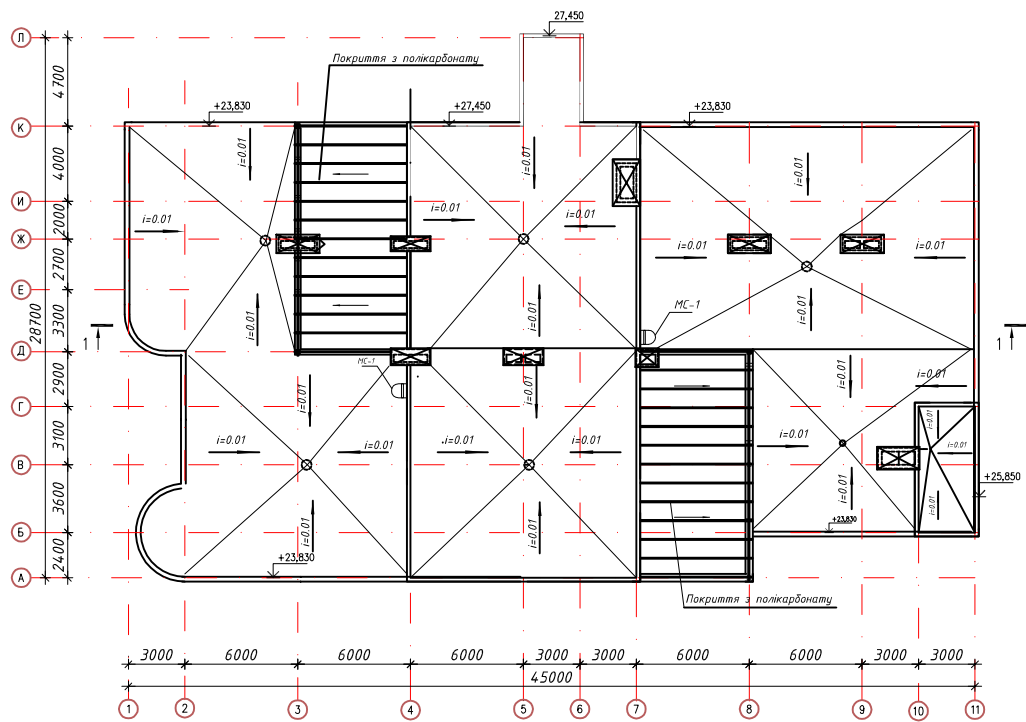 27,450
Л
Покриття з полікарбонату
4700
+23,830
+27,450
+23,830
К
i=0.01
i=0.01
i=0.01
4000
И
i=0.01
i=0.01
i=0.01
2000
Ж
i=0.01
i=0.01
2700
Е
МС-1
28700
3300
i=0.01
i=0.01
i=0.01
1
1
Д
МС-1
i=0.01
2900
i=0.01
i=0.01
i=0.01
Г
i=0.01
3100
i=0.01
i=0.01
i=0.01
i=0.01
i=0.01
i=0.01
В
+25,850
3600
i=0.01
i=0.01
i=0.01
i=0.01
+23,830
Б
2400
+23,830
А
Покриття з полікарбонату
3000 6000 6000 6000 3000 3000 6000 6000 3000 3000
45000
1 2 3 4 5 6 7 8 9 10 11